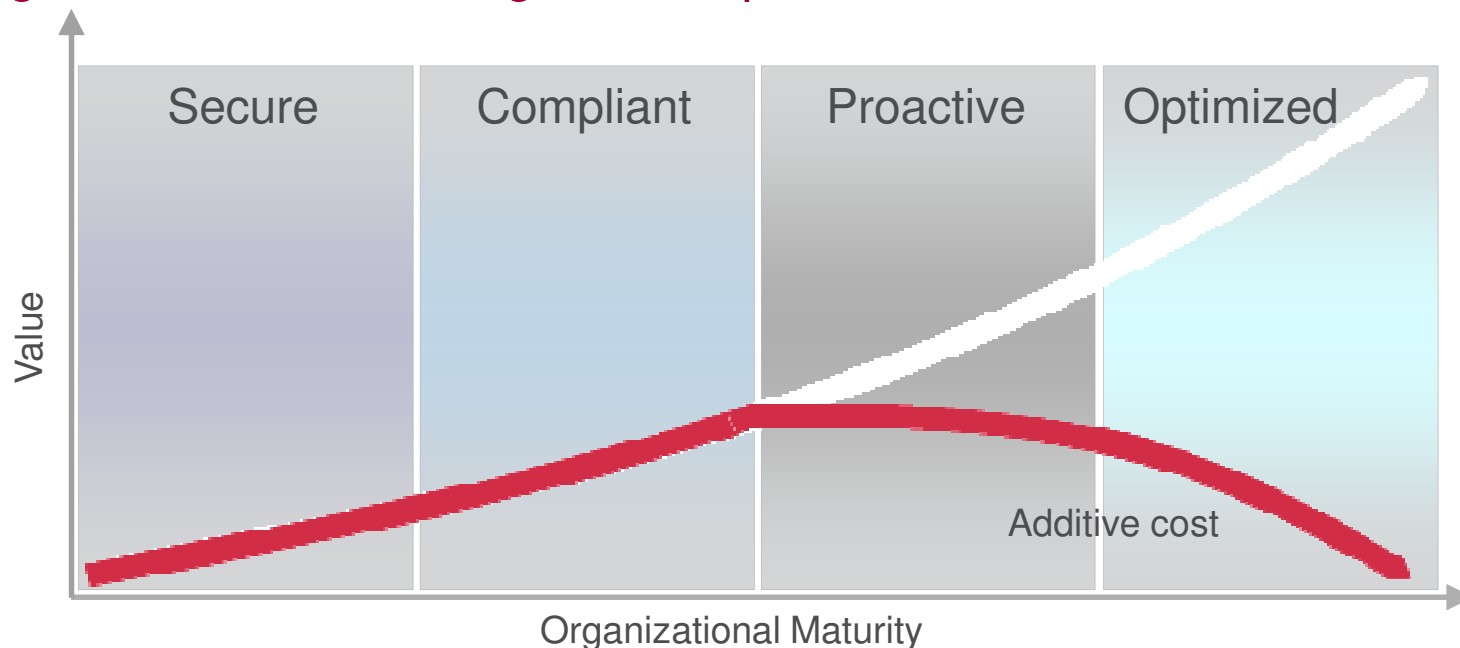 Secure
Compliant
Proactive
Optimized
Value
Additive cost
Organizational Maturity